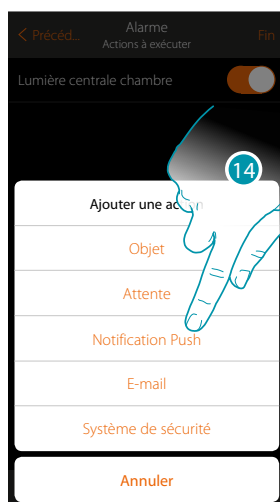 Alarme
< Précéd... Fin
Actions à exécuter
Lumière centrale chambre
14
Ajouter une action
Objet
Attente
Notification Push
E-mail
Système de sécurité
Annuler